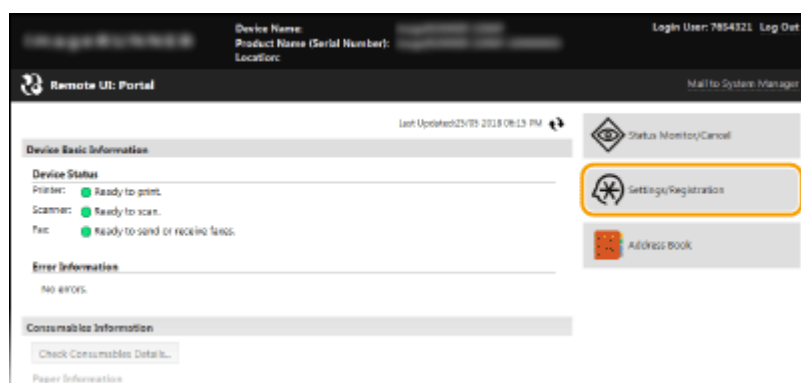 Device Name:
Product Name (Serial Number):
Location:
Login User: 7654321 Log Out
Remote UI: Portal
Mail to System Manager
Last Updated:23/05 2018 06:15 PM
Device Basic Information
Device Status
Printer: Ready to print.
Scanner: Ready to scan.
Fax: Ready to send or receive faxes.
Error Information
No errors.
Consumables Information
Check Consumables Details...
Paper Information
Status Monitor/Cancel
Settings/Registration
Address Book